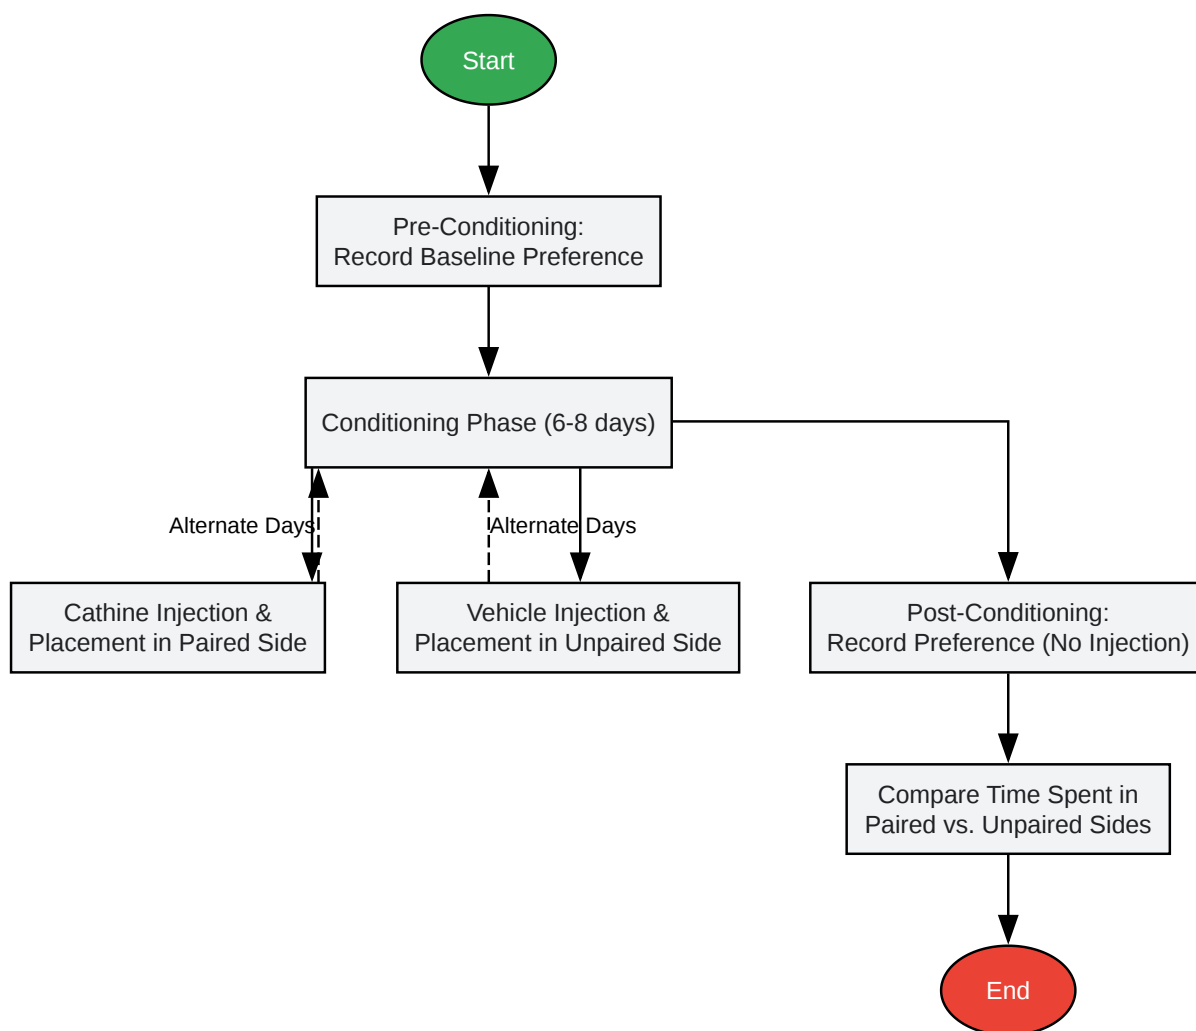 Start
Pre-Conditioning:
Record Baseline Preference
Conditioning Phase (6-8 days)
Alternate Days
Alternate Days
Cathine Injection &
Placement in Paired Side
Vehicle Injection &
Placement in Unpaired Side
Post-Conditioning:
Record Preference (No Injection)
Compare Time Spent in
Paired vs. Unpaired Sides
End